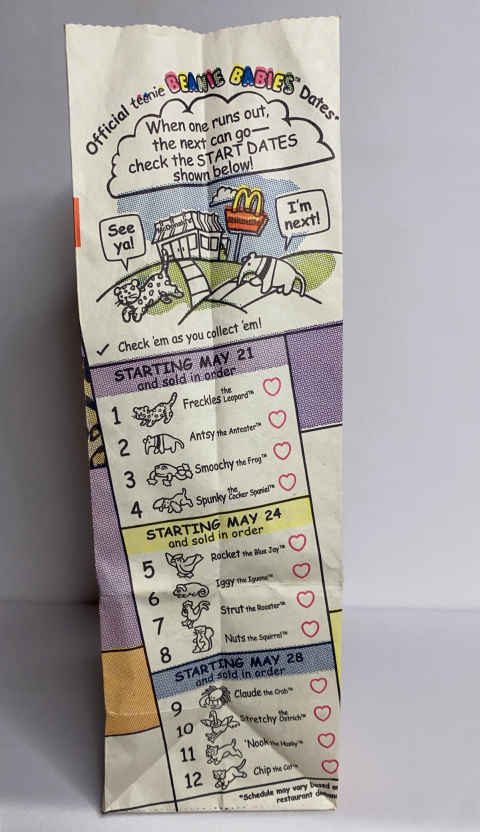 Official teenie BEANIE BABIES™ Dates*
When one runs out,
the next can go—
check the START DATES
shown below!
See
ya!
McDonald's
I'm
next!
✓ Check 'em as you collect 'em!
STARTING MAY 21
and sold in order
1 Freckles the Leopard™
2 Antsy the Anteater™
3 Smoochy the Frog™
4 Spunky the Cocker Spaniel™
STARTING MAY 24
and sold in order
5 Rocket the Blue Jay™
6 Iggy the Iguana™
7 Strut the Rooster™
8 Nuts the Squirrel™
STARTING MAY 28
and sold in order
9 Claude the Crab™
10 Stretchy the Ostrich™
11 'Nook the Husky™
12 Chip the Cat™
*Schedule may vary based on
restaurant